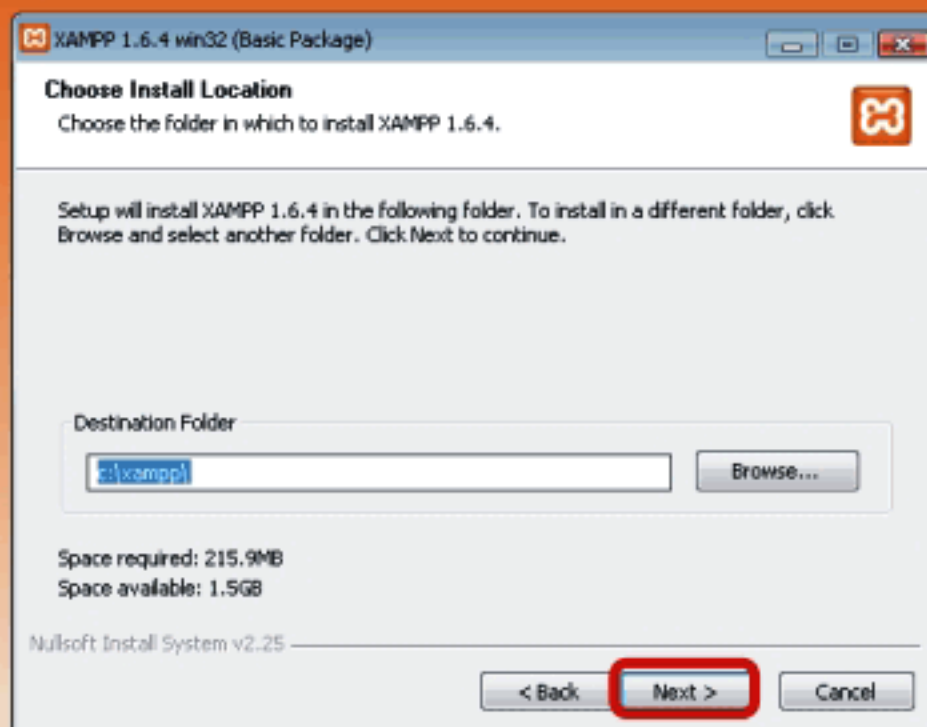 XAMPP 1.6.4 win32 (Basic Package)
Choose Install Location
Choose the folder in which to install XAMPP 1.6.4.
Setup will install XAMPP 1.6.4 in the following folder. To install in a different folder, click
Browse and select another folder. Click Next to continue.
Destination Folder
c:\xampp\
Browse...
Space required: 215.9MB
Space available: 1.5GB
Nullsoft Install System v2.25
< Back
Next >
Cancel